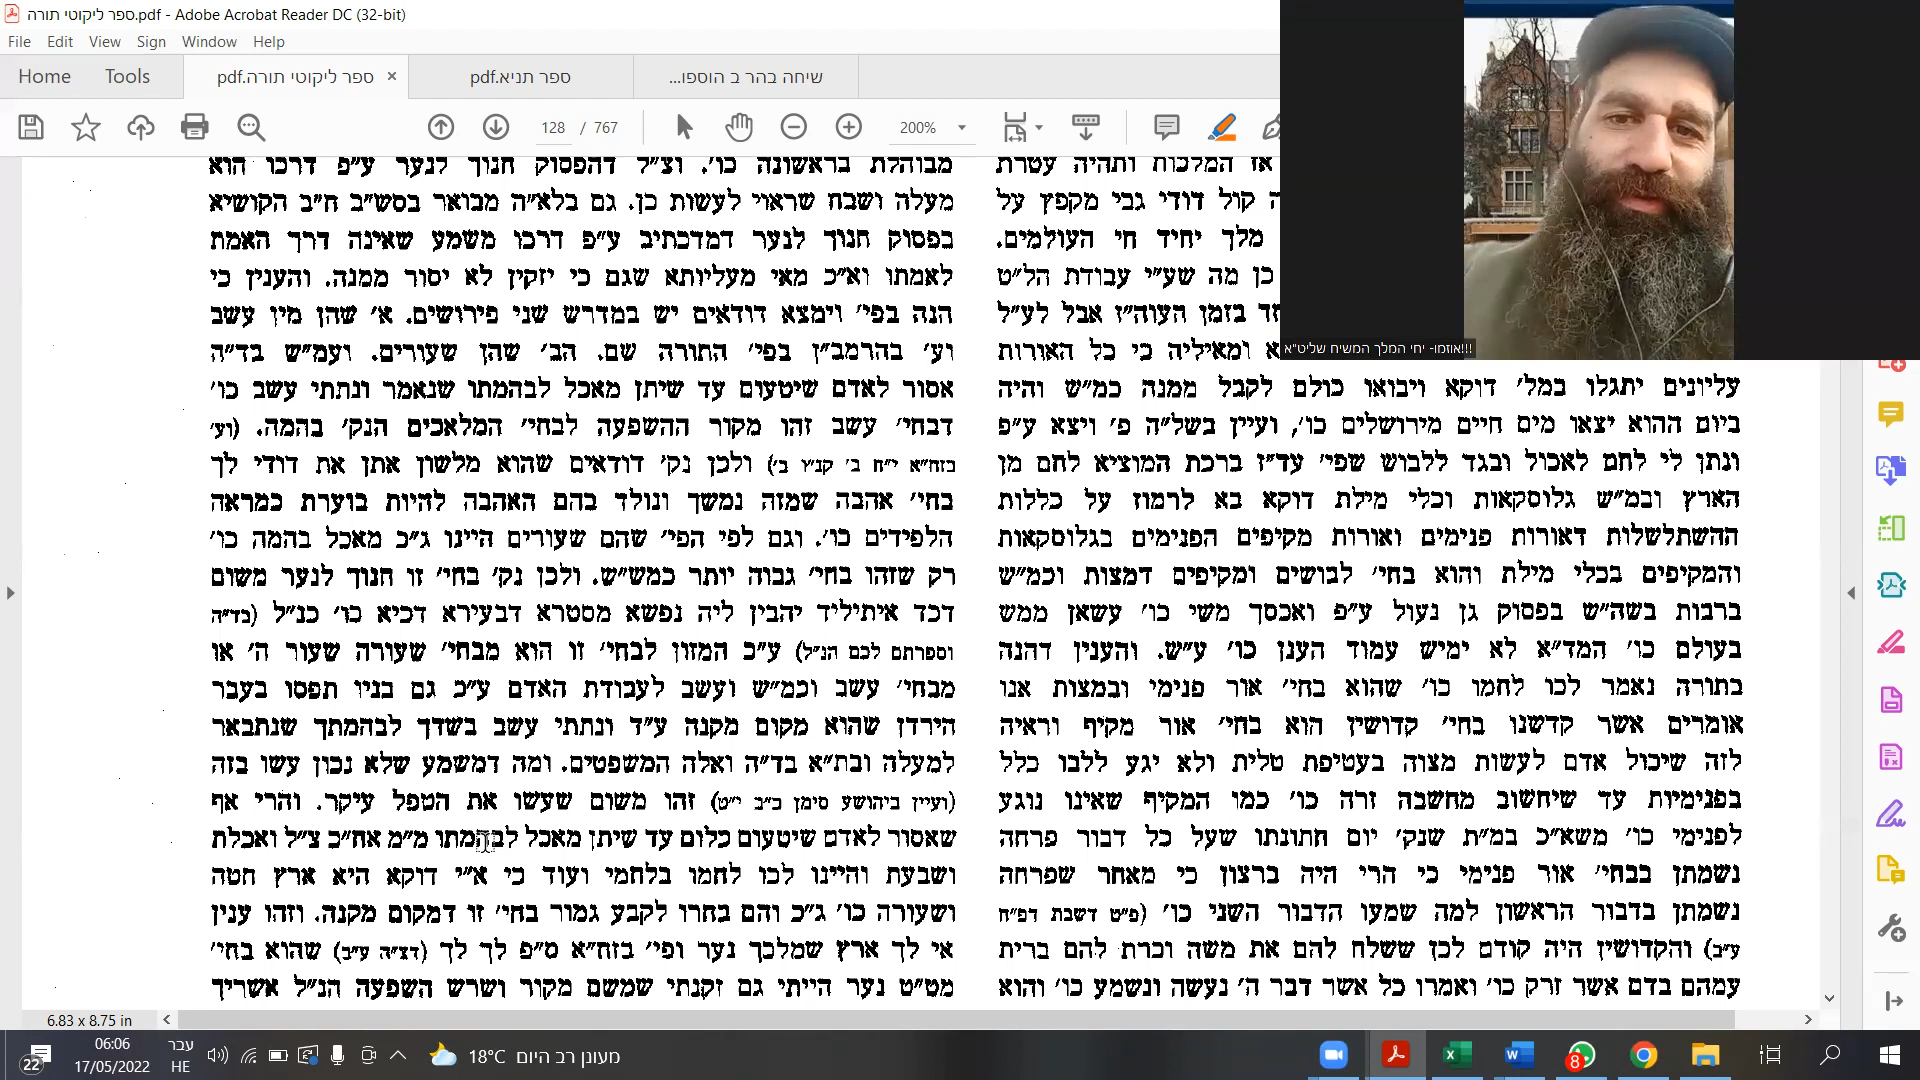 ספר ליקוטי תורה.pdf - Adobe Acrobat Reader DC (32-bit)
File Edit View Sign Window Help
Home Tools ספר ליקוטי תורה.pdf × ספר תניא.pdf שיחה בהר ב הוספו...
128 / 767 200%
אז המלכות ותהיה עטרת
ה קול דודי גבי מקפץ על
מלך יחיד חי העולמים.
כן מה שע״י עבודת הל״ט
חד בזמן העוה״ז אבל לע״ל
א ומאיליה כי כל האורות
עליונים יתגלו במל׳ דוקא ויבואו כולם לקבל ממנה כמ״ש והיה
ביום ההוא יצאו מים חיים מירושלים כו׳, ועיין בשל״ה פ׳ ויצא ע״פ
ונתן לי לחם לאכול ובגד ללבוש שפי׳ עד״ז ברכת המוציא לחם מן
הארץ ובמ״ש גלוסקאות וכלי מילת דוקא בא לרמוז על כללות
ההשתלשלות דאורות פנימים ואורות מקיפים הפנימים בגלוסקאות
והמקיפים בכלי מילת והוא בחי׳ לבושים ומקיפים דמצות וכמ״ש
ברבות בשה״ש בפסוק גן נעול ע״פ ואכסך משי כו׳ עשאן ממש
בעולם כו׳ המד״א לא ימיש עמוד הענן כו׳ ע״ש. והענין דהנה
בתורה נאמר לכו לחמו כו׳ שהוא בחי׳ אור פנימי ובמצות אנו
אומרים אשר קדשנו בחי׳ קדושין הוא בחי׳ אור מקיף וראיה
לזה שיכול אדם לעשות מצוה בעטיפת טלית ולא יגע ללבו כלל
בפנימיות עד שיחשוב מחשבה זרה כו׳ כמו המקיף שאינו נוגע
לפנימי כו׳ משא״כ במ״ת שנק׳ יום חתונתו שעל כל דבור פרחה
נשמתן בבחי׳ אור פנימי כי הרי היה ברצון כי מאחר שפרחה
נשמתן בדבור הראשון למה שמעו הדבור השני כו׳ (פ״ט דשבת דפ״ח
ע״ב) והקדושין היה קודם לכן ששלח להם את משה וכרת להם ברית
עמהם בדם אשר זרק כו׳ ואמרו כל אשר דבר ה׳ נעשה ונשמע כו׳ והוא
מבוהלת בראשונה כו׳. וצ״ל דהפסוק חנוך לנער ע״פ דרכו הוא
מעלה ושבח שראוי לעשות כן. גם בלא״ה מבואר בסש״ב ח״ב הקושיא
בפסוק חנוך לנער דמדכתיב ע״פ דרכו משמע שאינה דרך האמת
לאמתו וא״כ מאי מעליותא שגם כי יזקין לא יסור ממנה. והענין כי
הנה בפי׳ וימצא דודאים יש במדרש שני פירושים. א׳ שהן מין עשב
וע׳ בהרמב״ן בפי׳ התורה שם. הב׳ שהן שעורים. ועמ״ש בד״ה
אסור לאדם שיטעום עד שיתן מאכל לבהמתו שנאמר ונתתי עשב כו׳
דבחי׳ עשב זהו מקור ההשפעה לבחי׳ המלאכים הנק׳ בהמה. (וע׳
בזח״א י״ח ב׳ קנ״ץ ב׳) ולכן נק׳ דודאים שהוא מלשון אתן את דודי לך
בחי׳ אהבה שמזה נמשך ונולד בהם האהבה להיות בוערת כמראה
הלפידים כו׳. וגם לפי הפי׳ שהם שעורים היינו ג״כ מאכל בהמה כו׳
רק שזהו בחי׳ גבוה יותר כמש״ש. ולכן נק׳ בחי׳ זו חנוך לנער משום
דכד איתיליד יהבין ליה נפשא מסטרא דבעירא דכיא כו׳ כנ״ל (בד״ה
וספרתם לכם הנ״ל) ע״כ המזון לבחי׳ זו הוא מבחי׳ שעורה שעור ה׳ או
מבחי׳ עשב וכמ״ש ועשב לעבודת האדם ע״כ גם בניו תפסו בעבר
הירדן שהוא מקום מקנה ע״ד ונתתי עשב בשדך לבהמתך שנתבאר
למעלה ובת״א בד״ה ואלה המשפטים. ומה דמשמע שלא נכון עשו בזה
(ועיין ביהושע סימן כ״ב י״ט) זהו משום שעשו את הטפל עיקר. והרי אף
שאסור לאדם שיטעום כלום עד שיתן מאכל לבהמתו מ״מ אח״כ צ״ל ואכלת
ושבעת והיינו לכו לחמו בלחמי ועוד כי א״י דוקא היא ארץ חטה
ושעורה כו׳ ג״כ והם בחרו לקבע גמור בחי׳ זו דמקום מקנה. וזהו ענין
אי לך ארץ שמלכך נער ופי׳ בזח״א ס״פ לך לך (דצ״ה ע״ב) שהוא בחי׳
מט״ט נער הייתי גם זקנתי שמשם מקור ושרש השפעה הנ״ל אשריך
אוזמו- יחי המלך המשיח שליט"א!!!
6.83 x 8.75 in
22 06:06 17/05/2022 עבר HE 18°C מעונן רב היום 8